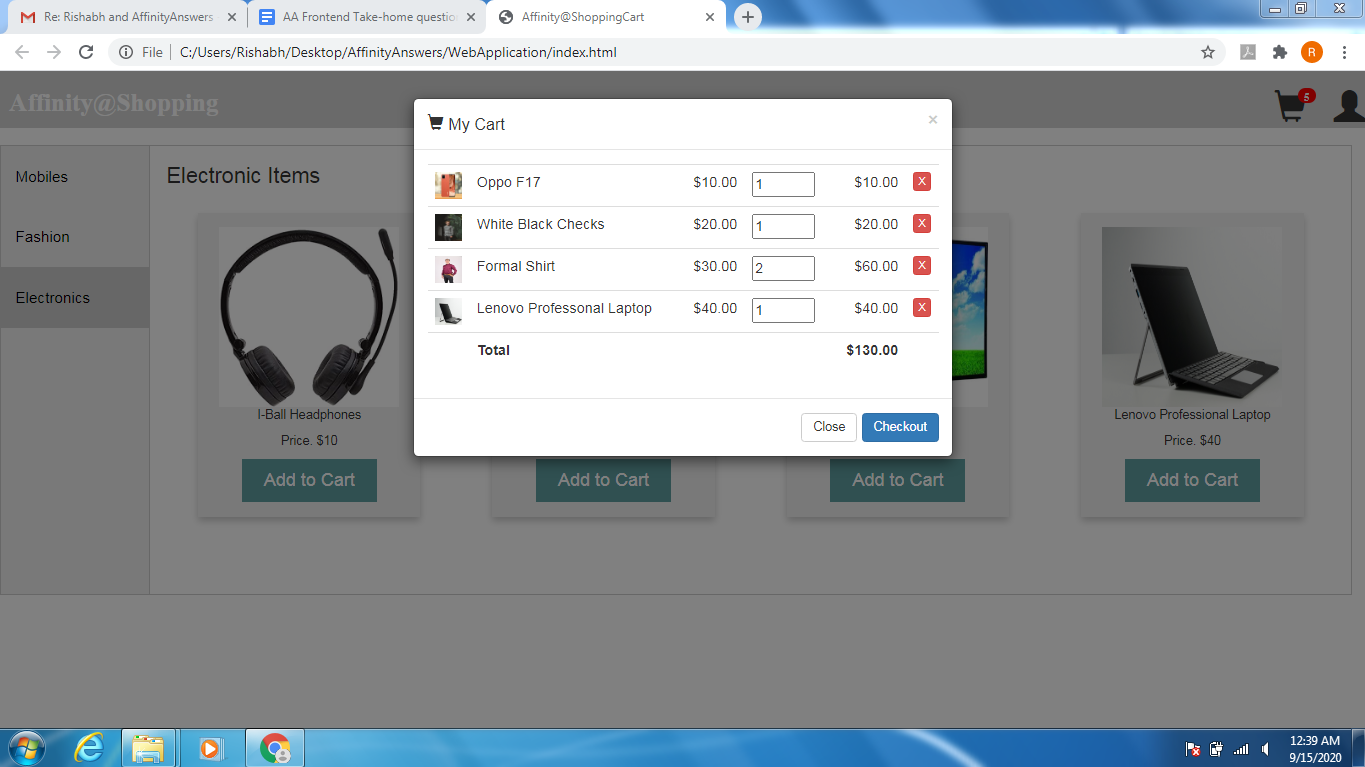 Re: Rishabh and AffinityAnswers
AA Frontend Take-home questio
Affinity@ShoppingCart
File C:/Users/Rishabh/Desktop/AffinityAnswers/WebApplication/index.html
R
Affinity@Shopping
5
Mobiles
Fashion
Electronics
Electronic Items
My Cart ×
Oppo F17 $10.00 1 $10.00 X
White Black Checks $20.00 1 $20.00 X
Formal Shirt $30.00 2 $60.00 X
Lenovo Professonal Laptop $40.00 1 $40.00 X
Total $130.00
Close Checkout
I-Ball Headphones
Price. $10
Add to Cart
Add to Cart
Add to Cart
Lenovo Professional Laptop
Price. $40
Add to Cart
12:39 AM
9/15/2020